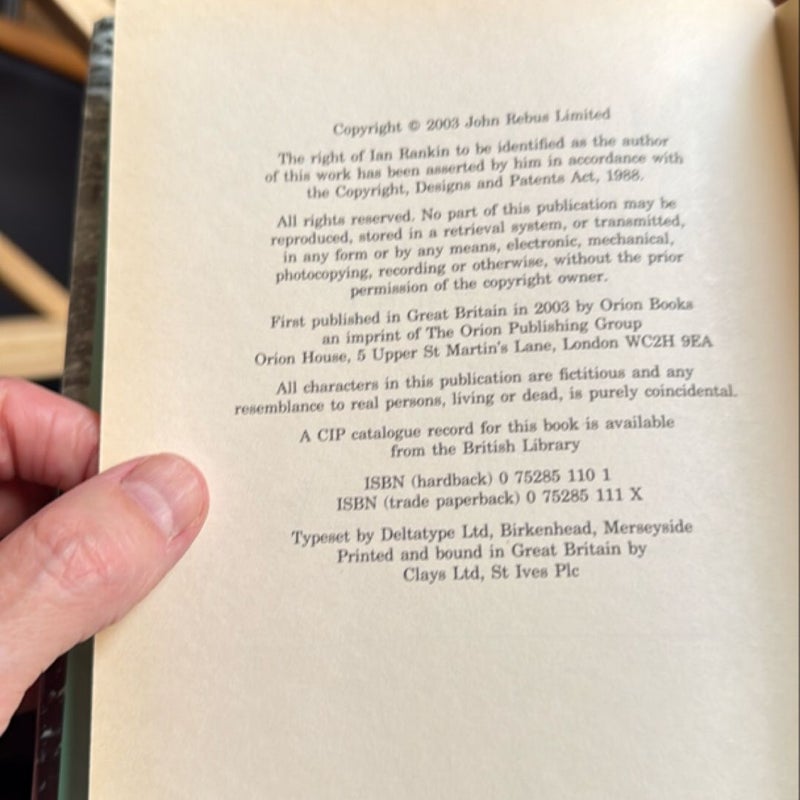 Copyright © 2003 John Rebus Limited
The right of Ian Rankin to be identified as the author
of this work has been asserted by him in accordance with
the Copyright, Designs and Patents Act, 1988.
All rights reserved. No part of this publication may be
reproduced, stored in a retrieval system, or transmitted,
in any form or by any means, electronic, mechanical,
photocopying, recording or otherwise, without the prior
permission of the copyright owner.
First published in Great Britain in 2003 by Orion Books
an imprint of The Orion Publishing Group
Orion House, 5 Upper St Martin's Lane, London WC2H 9EA
All characters in this publication are fictitious and any
resemblance to real persons, living or dead, is purely coincidental.
A CIP catalogue record for this book is available
from the British Library
ISBN (hardback) 0 75285 110 1
ISBN (trade paperback) 0 75285 111 X
Typeset by Deltatype Ltd, Birkenhead, Merseyside
Printed and bound in Great Britain by
Clays Ltd, St Ives Plc